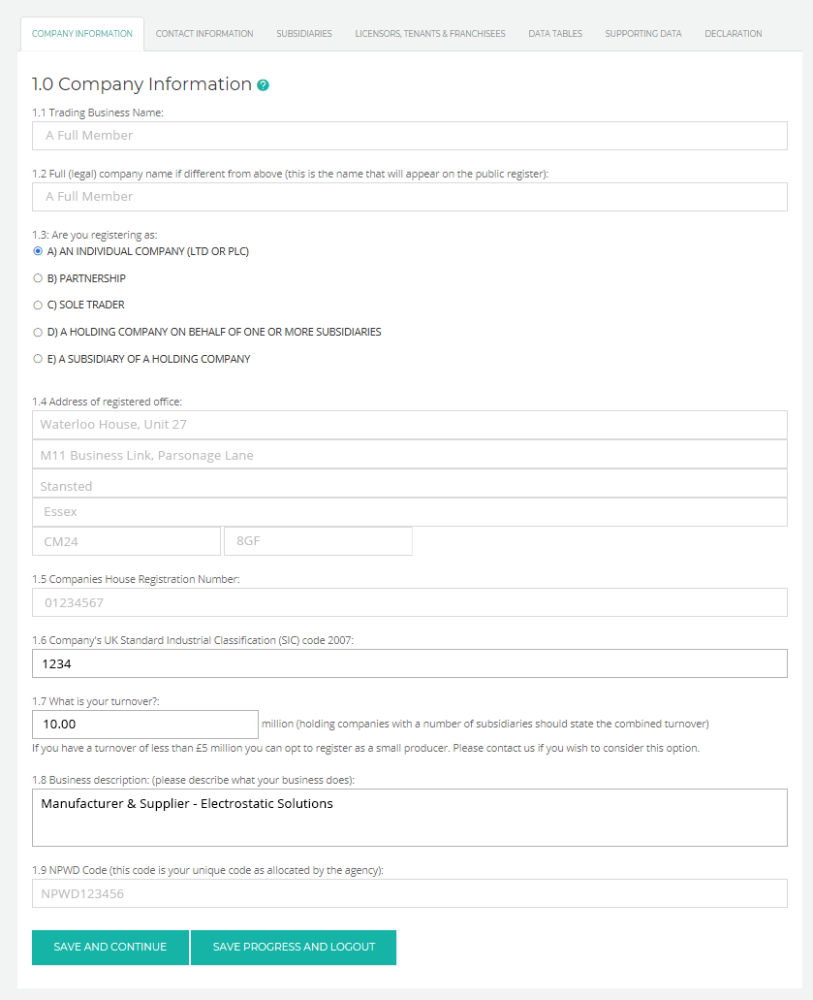 COMPANY INFORMATION CONTACT INFORMATION SUBSIDIARIES LICENSORS, TENANTS & FRANCHISEES DATA TABLES SUPPORTING DATA DECLARATION
1.0 Company Information ?
1.1 Trading Business Name:
A Full Member
1.2 Full (legal) company name if different from above (this is the name that will appear on the public register):
A Full Member
1.3: Are you registering as:
A) AN INDIVIDUAL COMPANY (LTD OR PLC)
B) PARTNERSHIP
C) SOLE TRADER
D) A HOLDING COMPANY ON BEHALF OF ONE OR MORE SUBSIDIARIES
E) A SUBSIDIARY OF A HOLDING COMPANY
1.4 Address of registered office:
Waterloo House, Unit 27
M11 Business Link, Parsonage Lane
Stansted
Essex
CM24 8GF
1.5 Companies House Registration Number:
01234567
1.6 Company's UK Standard Industrial Classification (SIC) code 2007:
1234
1.7 What is your turnover?:
10.00 million (holding companies with a number of subsidiaries should state the combined turnover)
If you have a turnover of less than £5 million you can opt to register as a small producer. Please contact us if you wish to consider this option.
1.8 Business description: (please describe what your business does):
Manufacturer & Supplier - Electrostatic Solutions
1.9 NPWD Code (this code is your unique code as allocated by the agency):
NPWD123456
SAVE AND CONTINUE SAVE PROGRESS AND LOGOUT